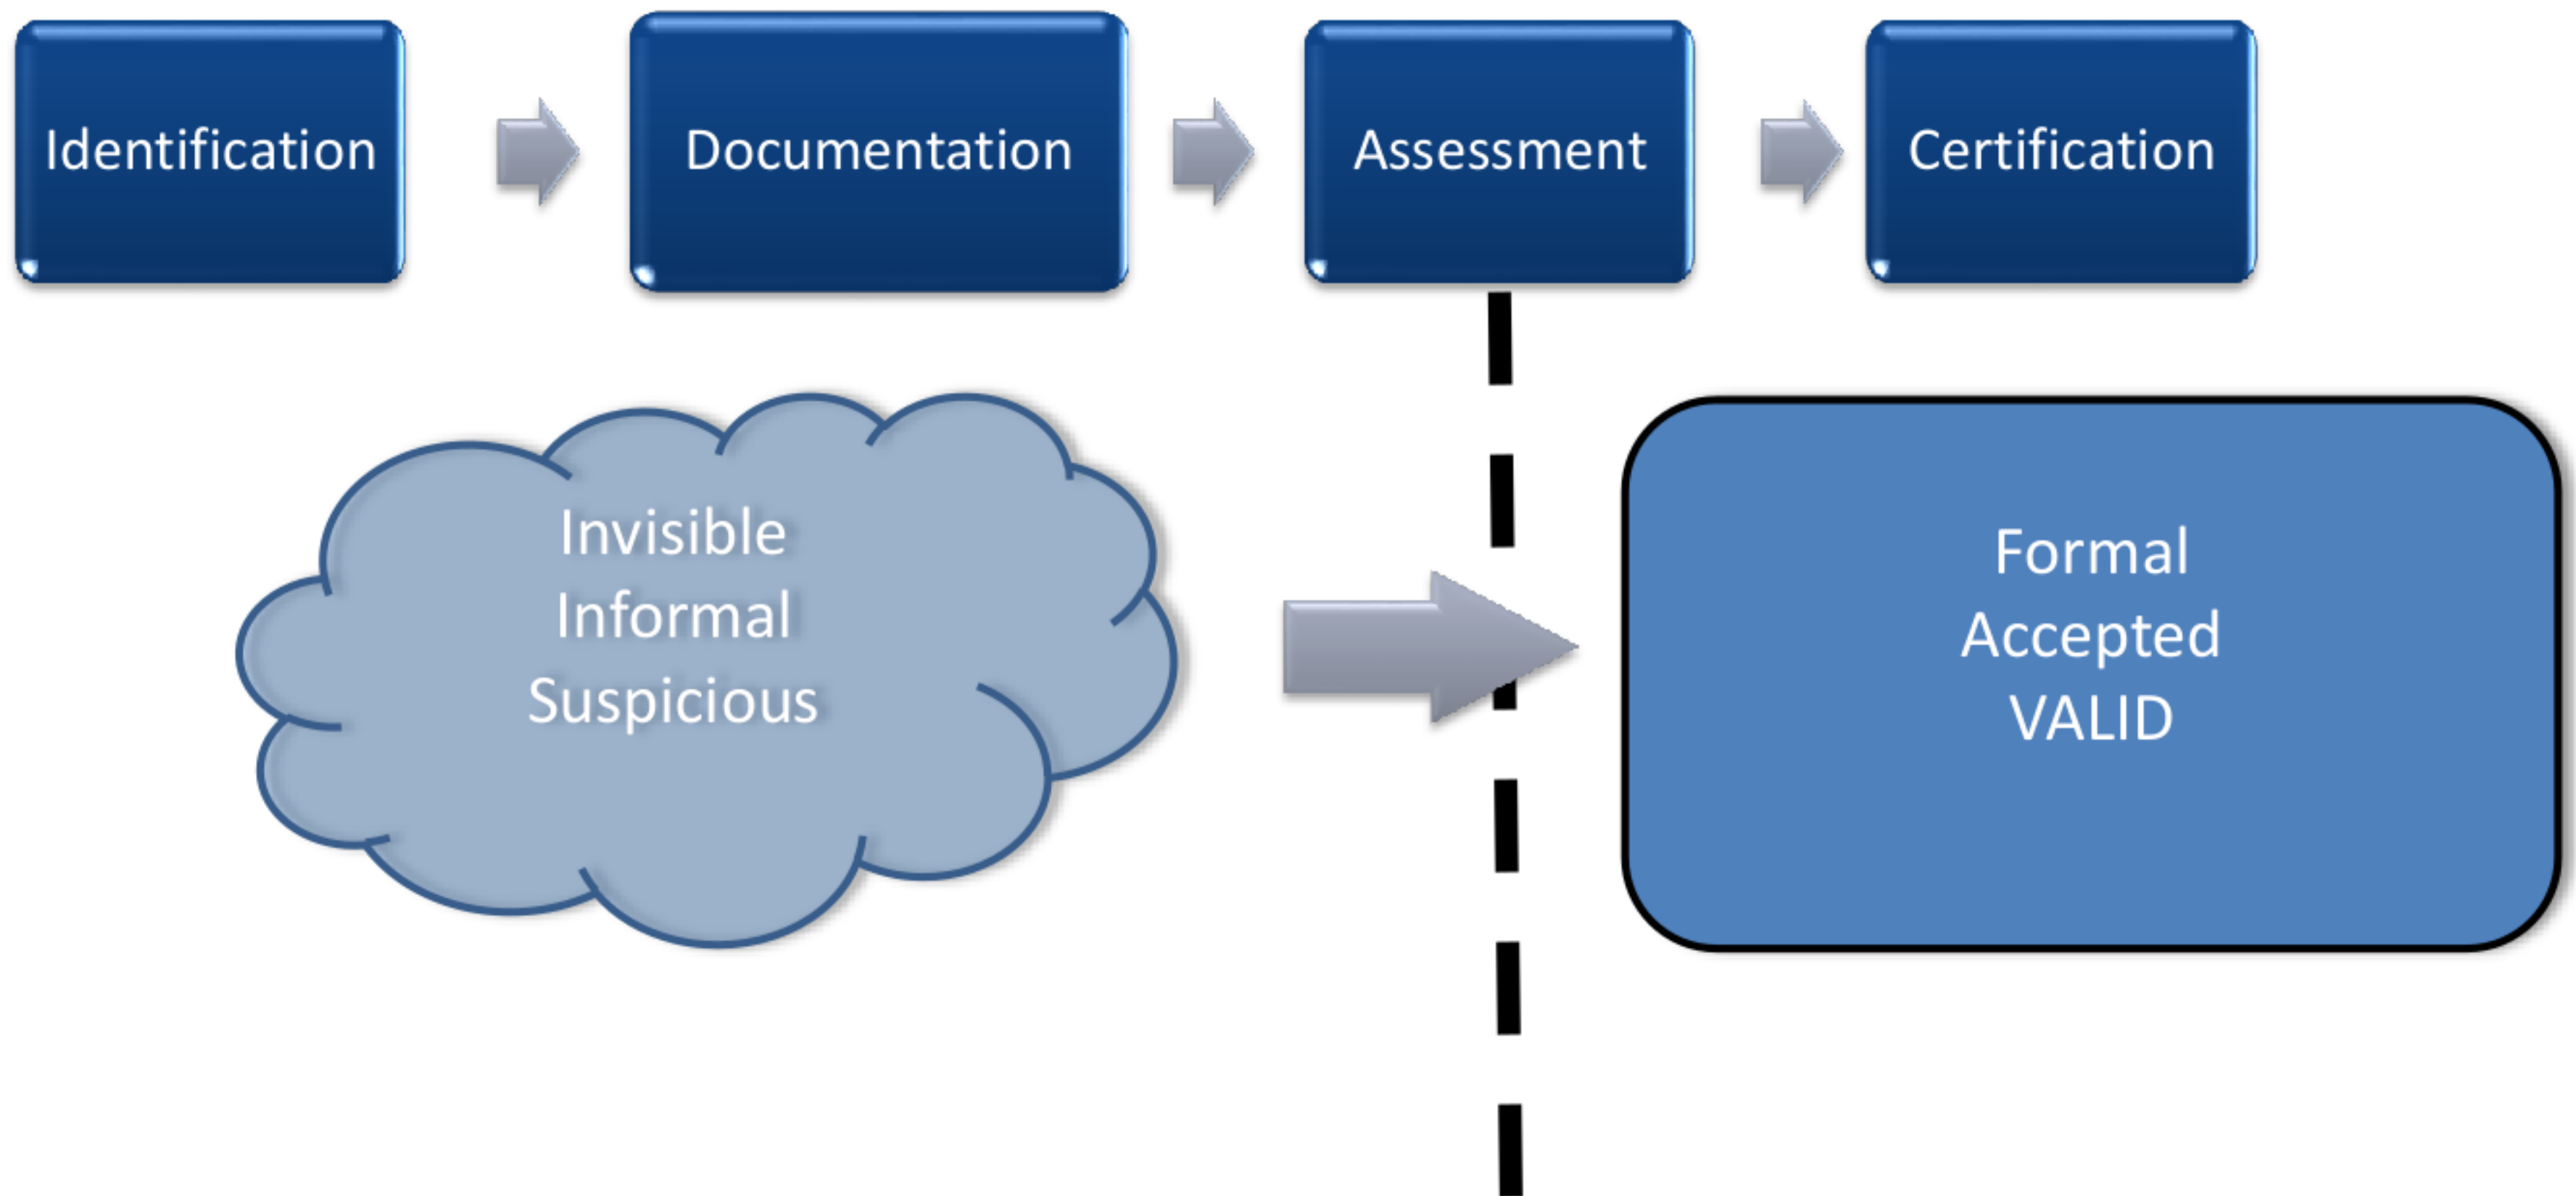 Identification
Documentation
Assessment
Certification
Invisible
Informal
Suspicious
Formal
Accepted
VALID